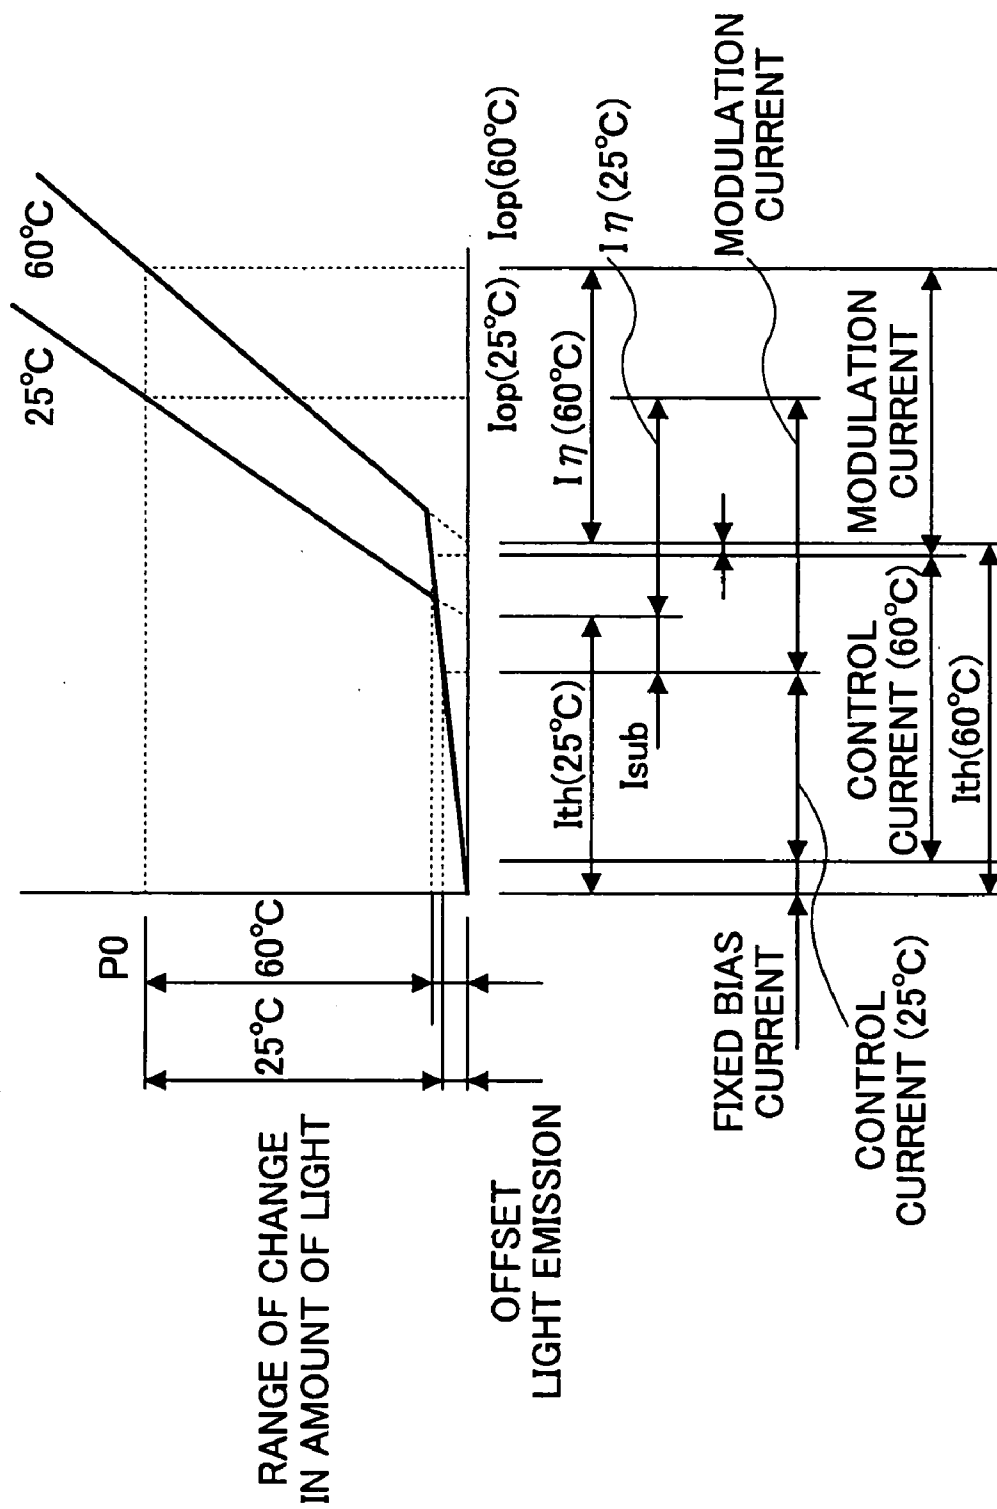 25°C
60°C
P0
25°C
60°C
RANGE OF CHANGE
IN AMOUNT OF LIGHT
OFFSET
LIGHT EMISSION
Iop(25°C)
Iop(60°C)
Ith(25°C)
Iη(60°C)
Iη(25°C)
Isub
MODULATION
CURRENT
FIXED BIAS
CURRENT
CONTROL
CURRENT (25°C)
CONTROL
CURRENT (60°C)
MODULATION
CURRENT
Ith(60°C)